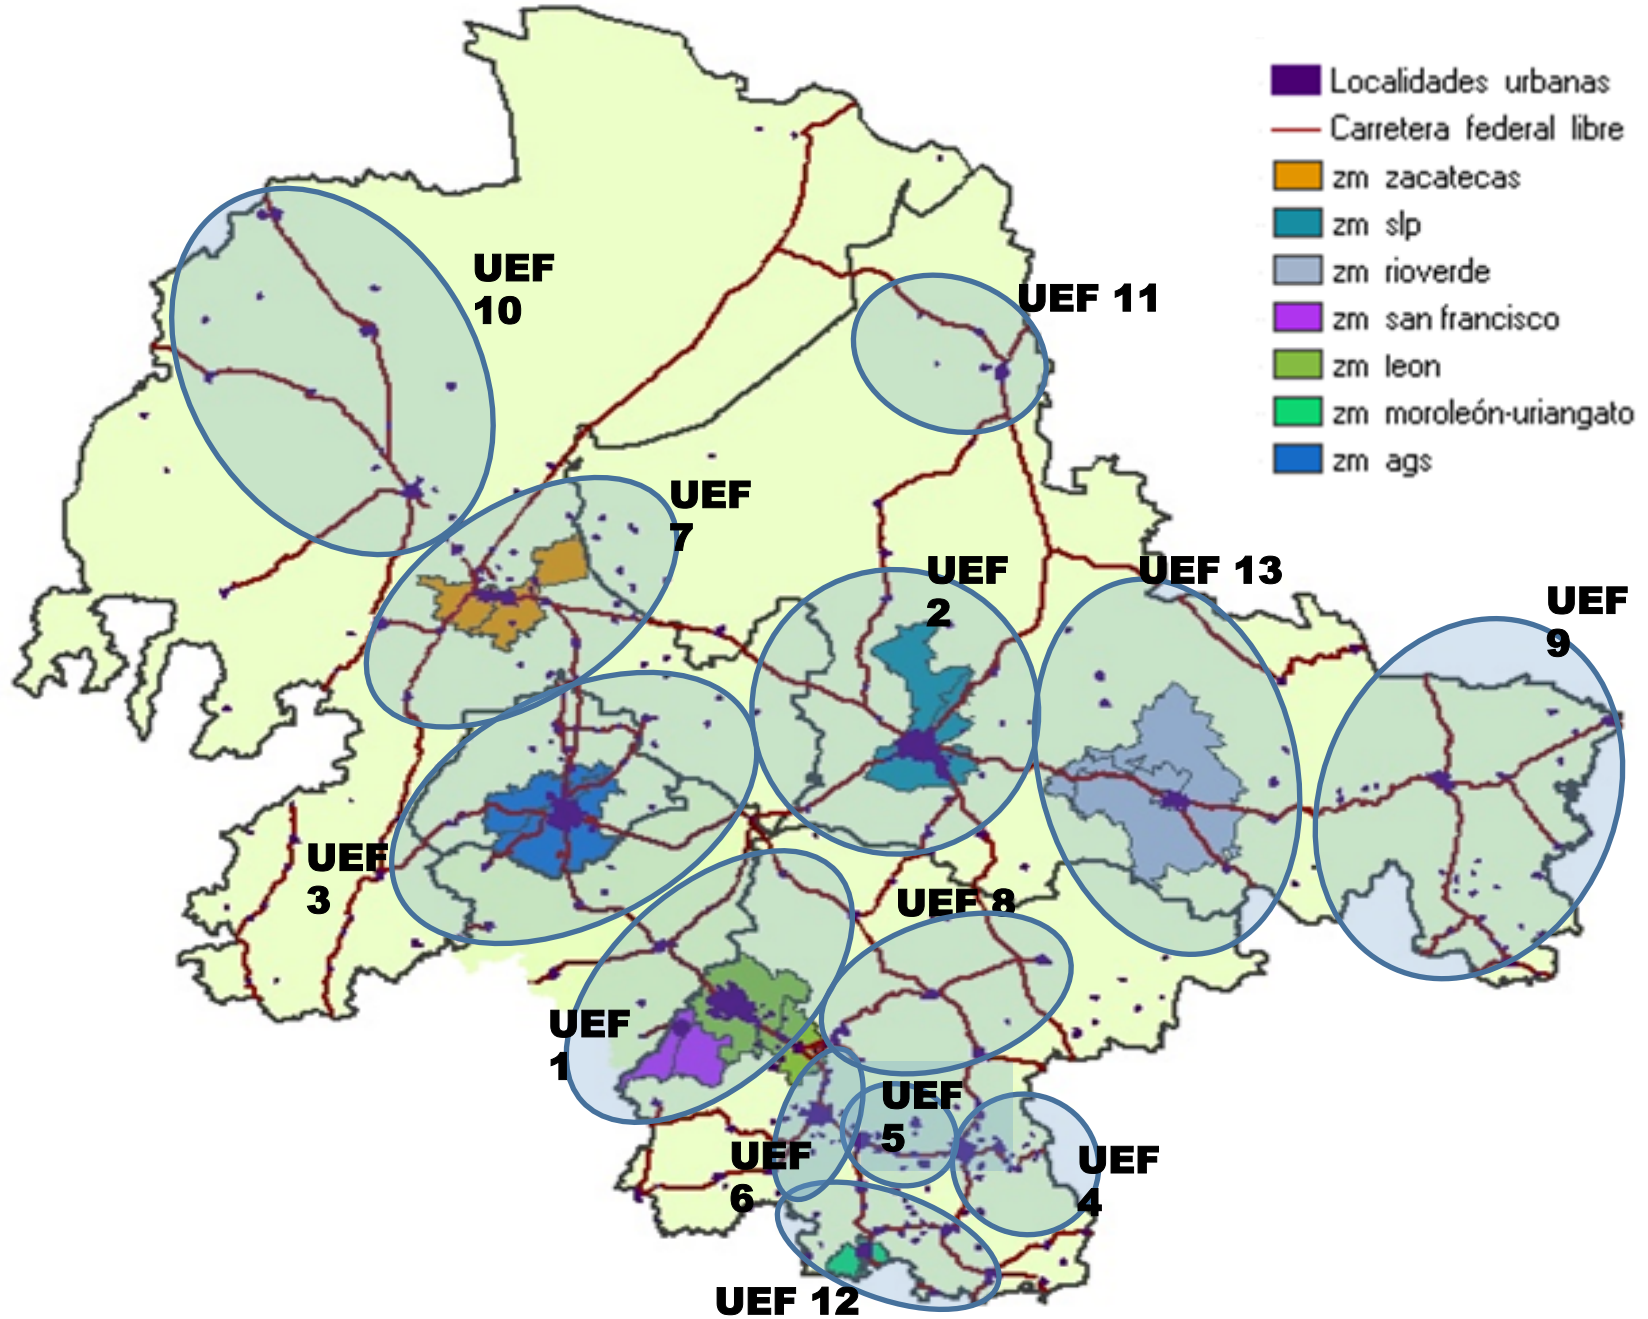 Localidades urbanas
Carretera federal libre
zm zacatecas
zm slp
zm rioverde
zm san francisco
zm leon
zm moroleón-uriangato
zm ags
UEF
10
UEF 11
UEF
7
UEF
2
UEF 13
UEF
9
UEF
3
UEF 8
UEF
1
UEF
5
UEF
6
UEF
4
UEF 12